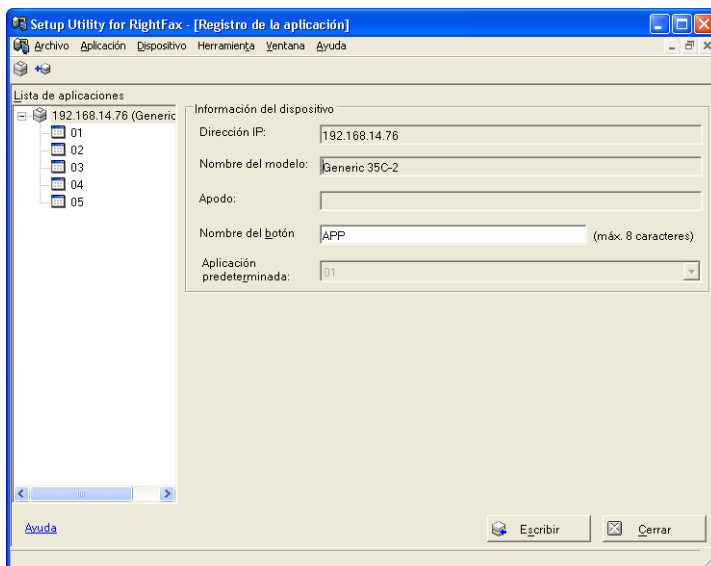 Setup Utility for RightFax - [Registro de la aplicación]
Archivo Aplicación Dispositivo Herramienta Ventana Ayuda
Lista de aplicaciones
192.168.14.76 (Generic
01
02
03
04
05
Información del dispositivo
Dirección IP: 192.168.14.76
Nombre del modelo: Generic 35C-2
Apodo:
Nombre del botón APP (máx. 8 caracteres)
Aplicación
predeterminada: 01
Ayuda
Escribir
Cerrar